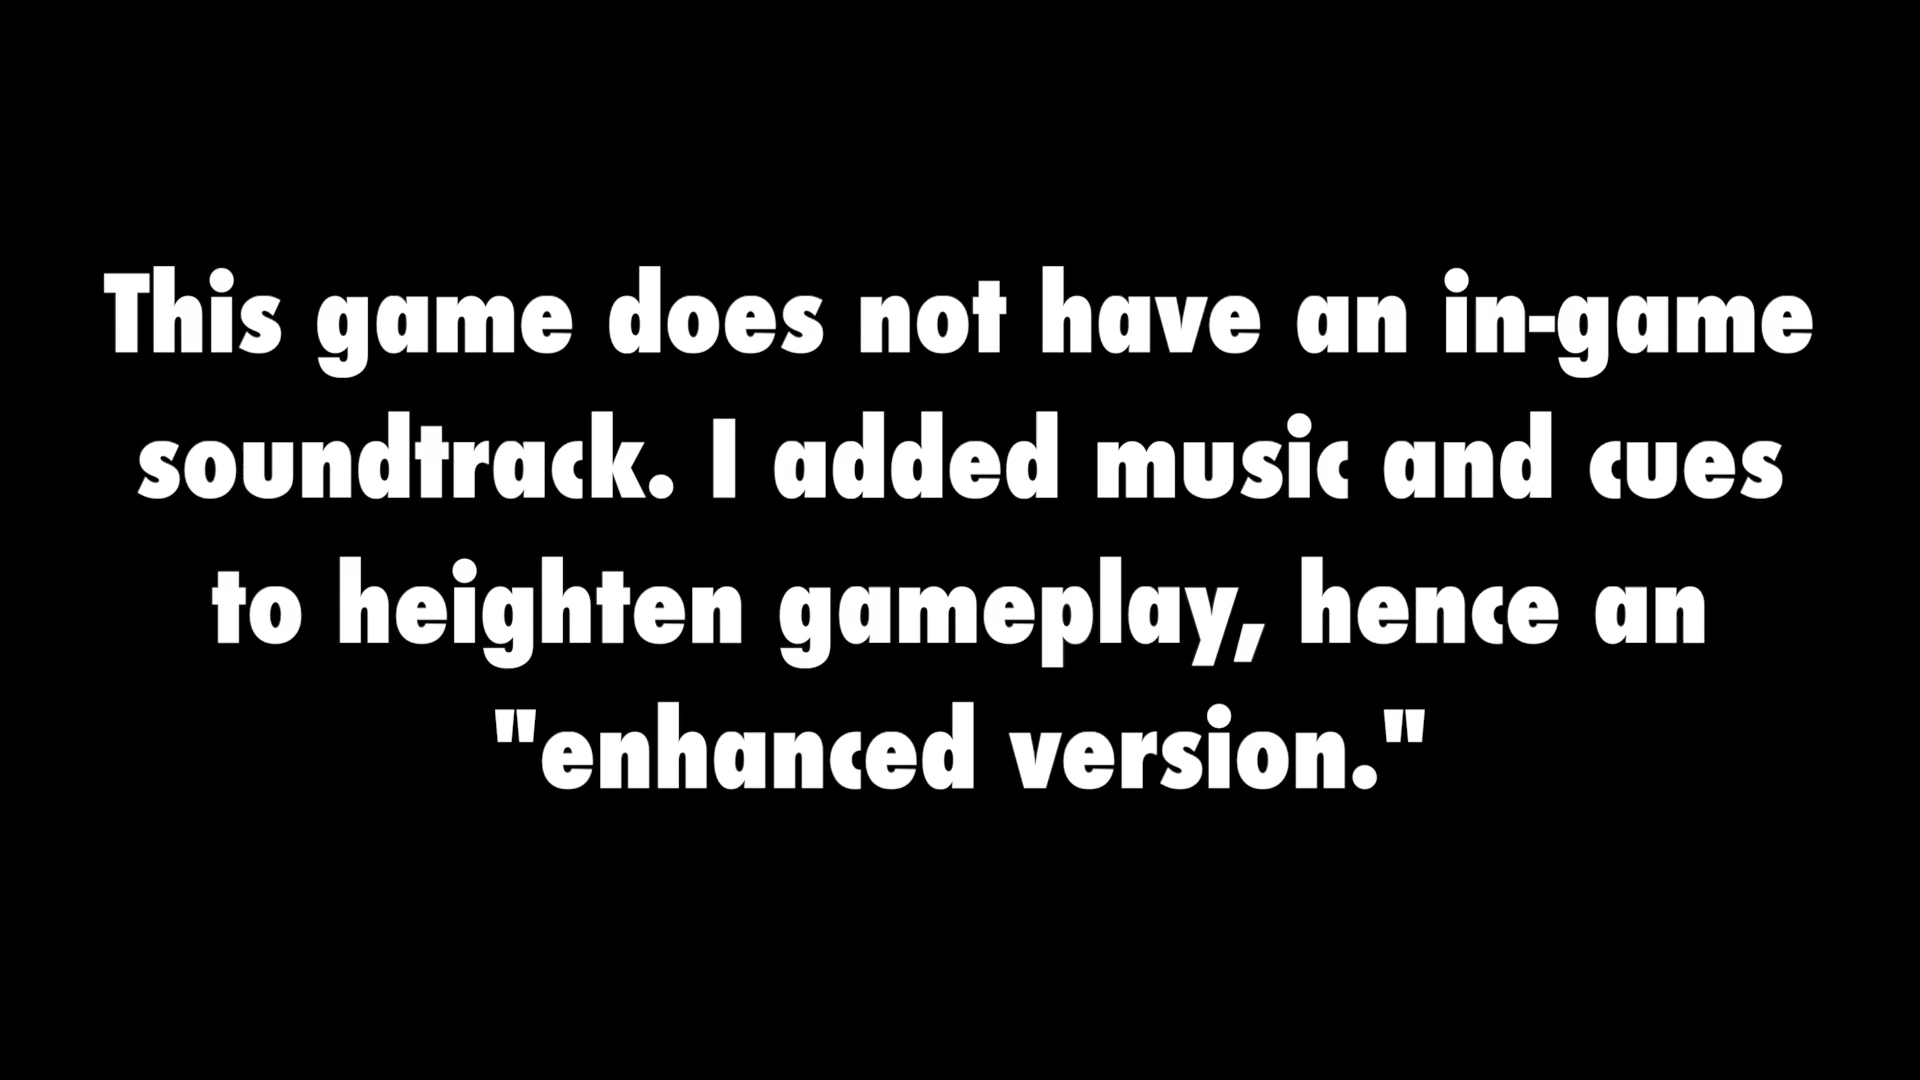 This game does not have an in-game
soundtrack. I added music and cues
to heighten gameplay, hence an
"enhanced version."